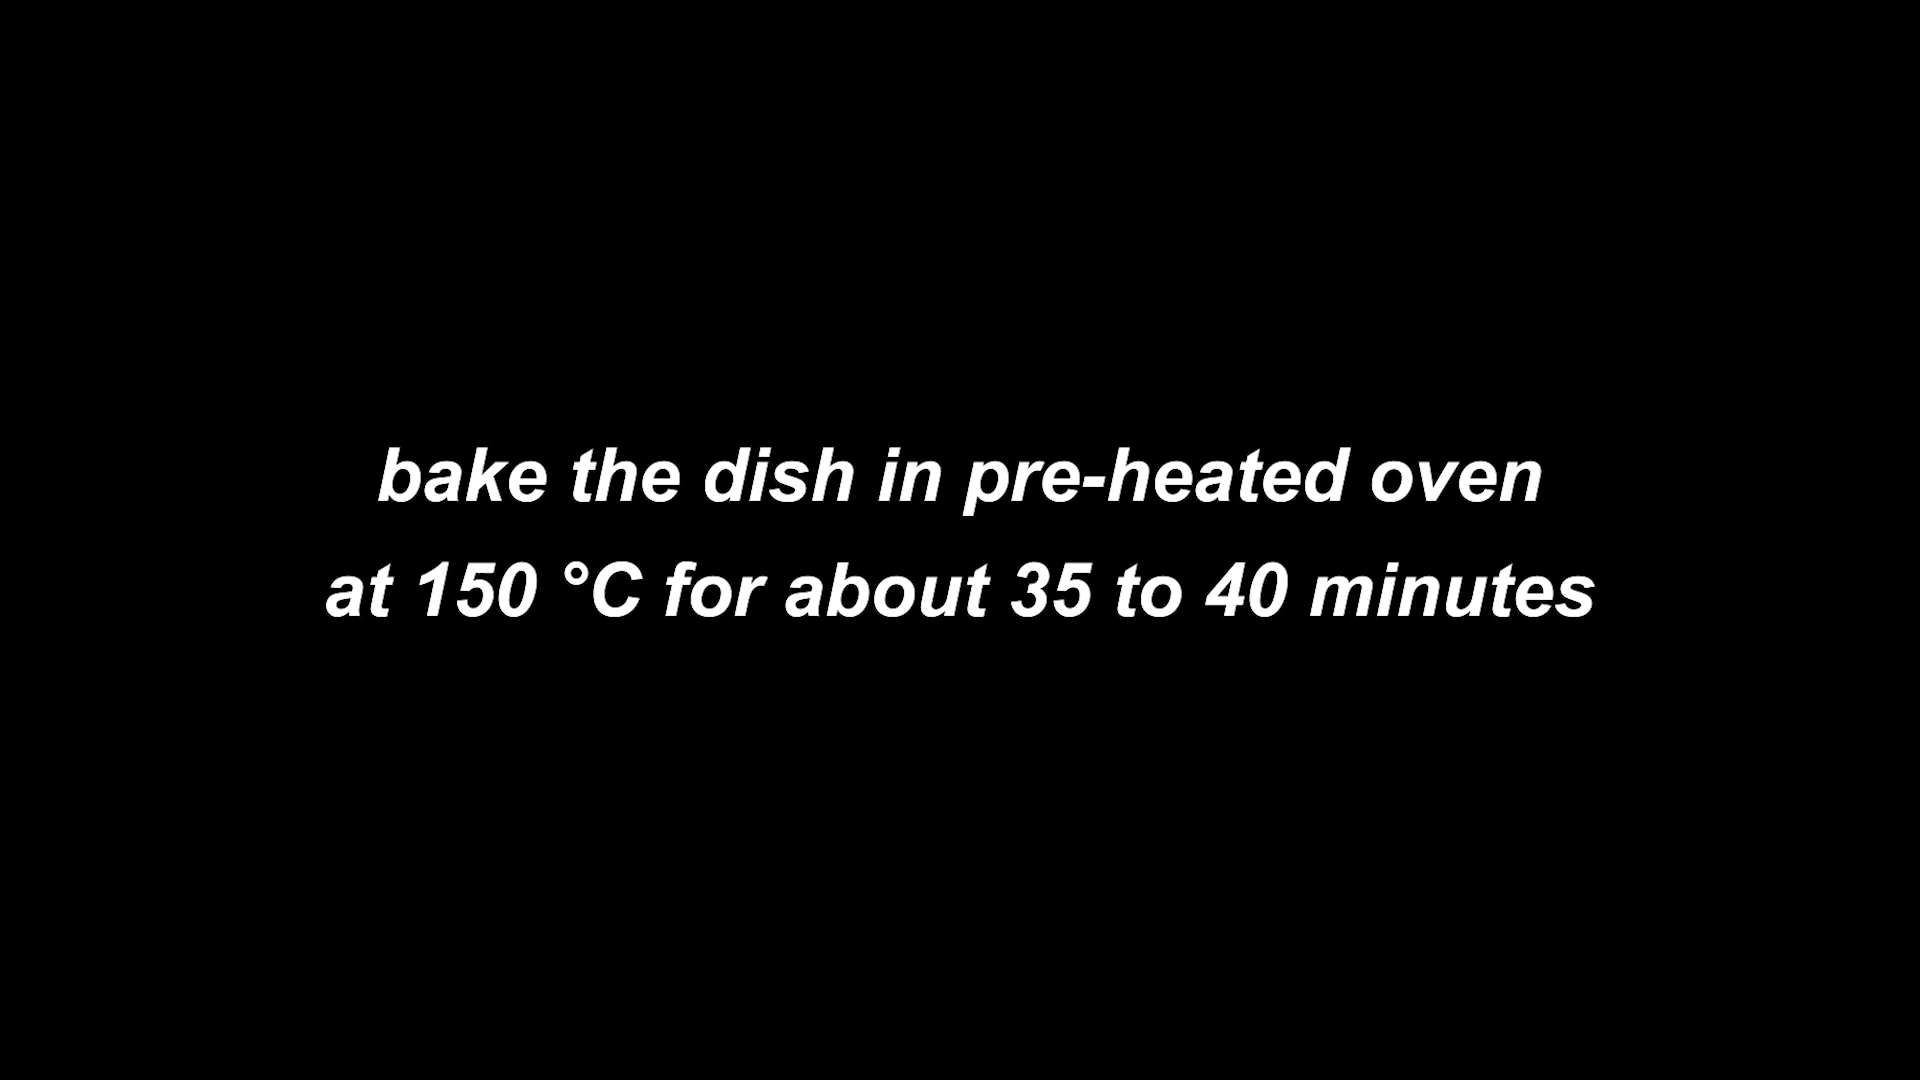 bake the dish in pre-heated oven
at 150 °C for about 35 to 40 minutes